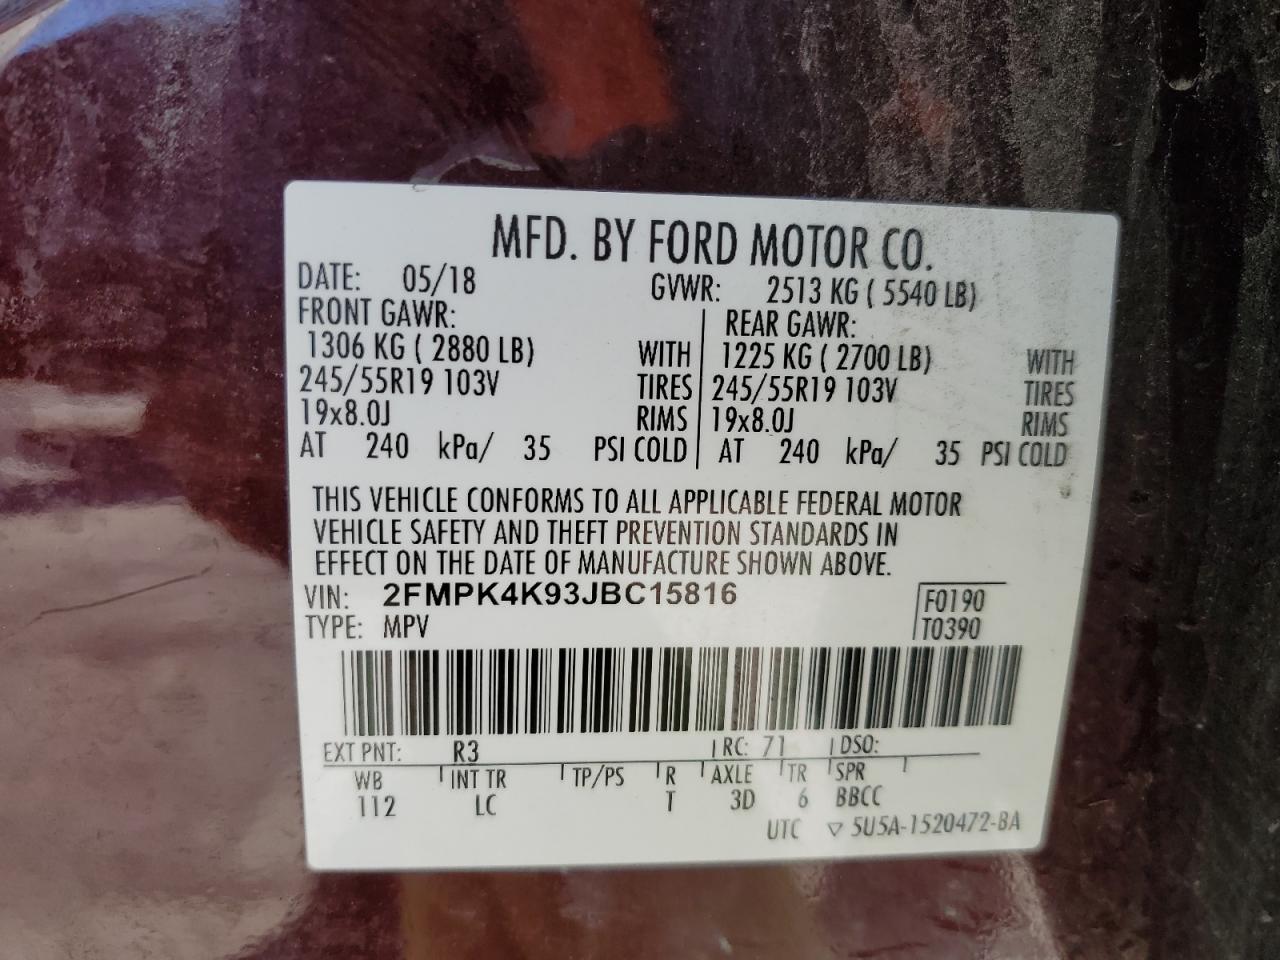 MFD. BY FORD MOTOR CO.
DATE: 05/18 GVWR: 2513 KG ( 5540 LB)
FRONT GAWR: REAR GAWR:
1306 KG ( 2880 LB) WITH 1225 KG ( 2700 LB) WITH
245/55R19 103V TIRES 245/55R19 103V TIRES
19x8.0J RIMS 19x8.0J RIMS
AT 240 kPa/ 35 PSI COLD AT 240 kPa/ 35 PSI COLD
THIS VEHICLE CONFORMS TO ALL APPLICABLE FEDERAL MOTOR
VEHICLE SAFETY AND THEFT PREVENTION STANDARDS IN
EFFECT ON THE DATE OF MANUFACTURE SHOWN ABOVE.
VIN: 2FMPK4K93JBC15816 F0190
TYPE: MPV T0390
EXT PNT: R3 RC: 71 DSO:
WB INT TR TP/PS R AXLE TR SPR
112 LC T 3D 6 BBCC
UTC ▽ 5U5A-1520472-BA